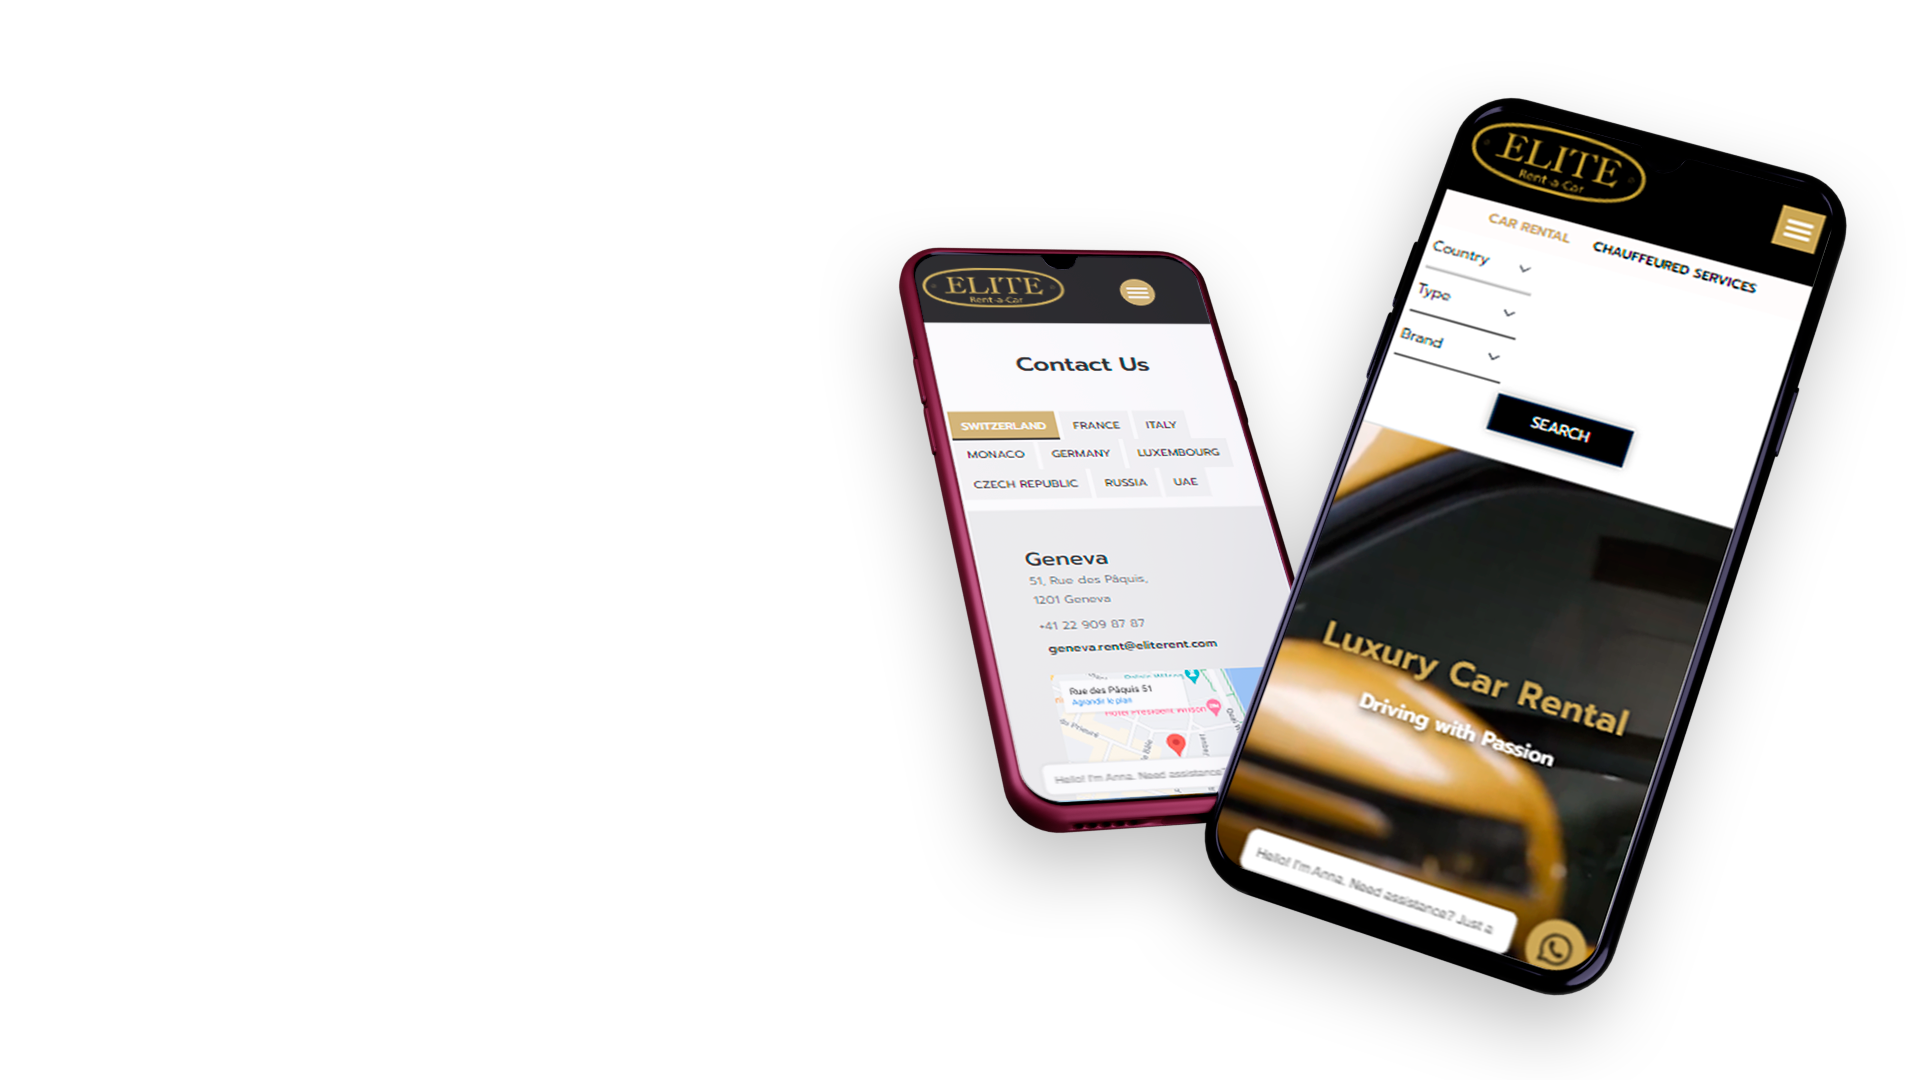 ELITE
Rent-a-Car
Contact Us
SWITZERLAND
FRANCE
ITALY
MONACO
GERMANY
LUXEMBOURG
CZECH REPUBLIC
RUSSIA
UAE
Geneva
51, Rue des Pâquis,
1201 Geneva
+41 22 909 87 87
geneva.rent@eliterent.com
Rue des Pâquis 51
Agrandir le plan
Hotel President Wilson
Hello! I'm Anna. Need assistance?
ELITE
Rent-a-Car
CAR RENTAL
CHAUFFEURED SERVICES
Country
Type
Brand
SEARCH
Luxury Car Rental
Driving with Passion
Hello! I'm Anna. Need assistance? Just a